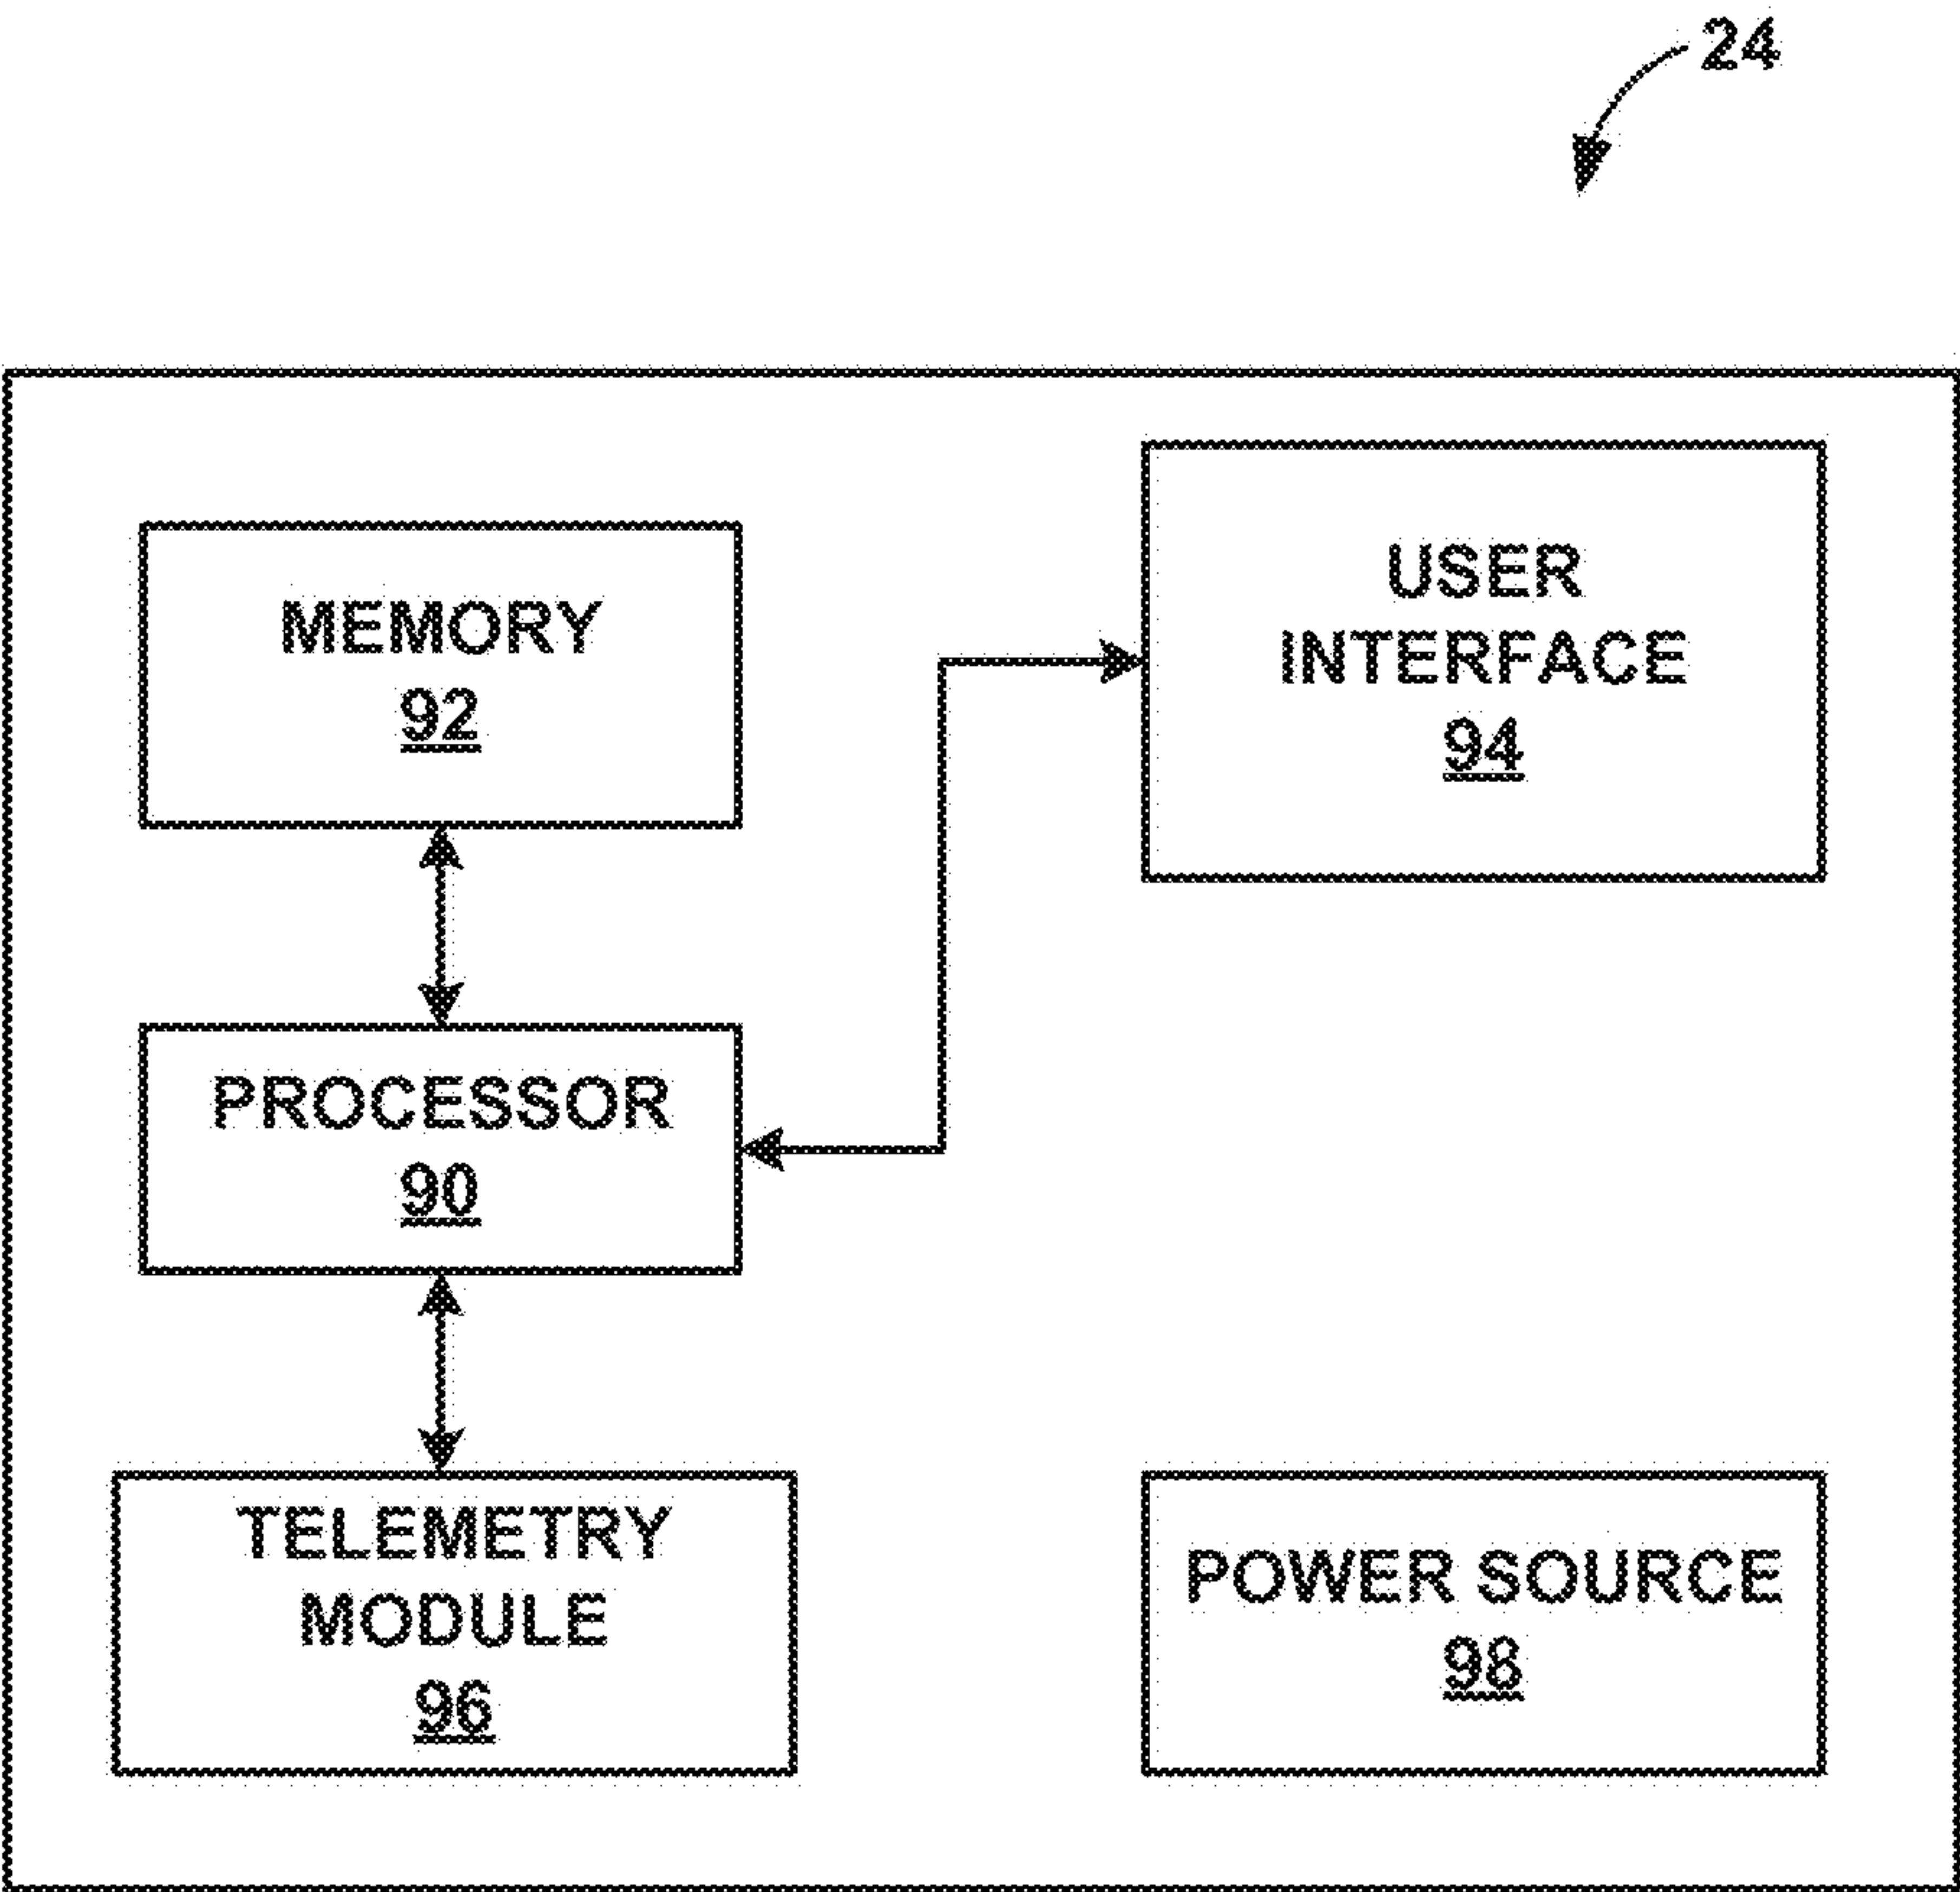 24
MEMORY
92
USER
INTERFACE
94
PROCESSOR
90
TELEMETRY
MODULE
96
POWER SOURCE
98